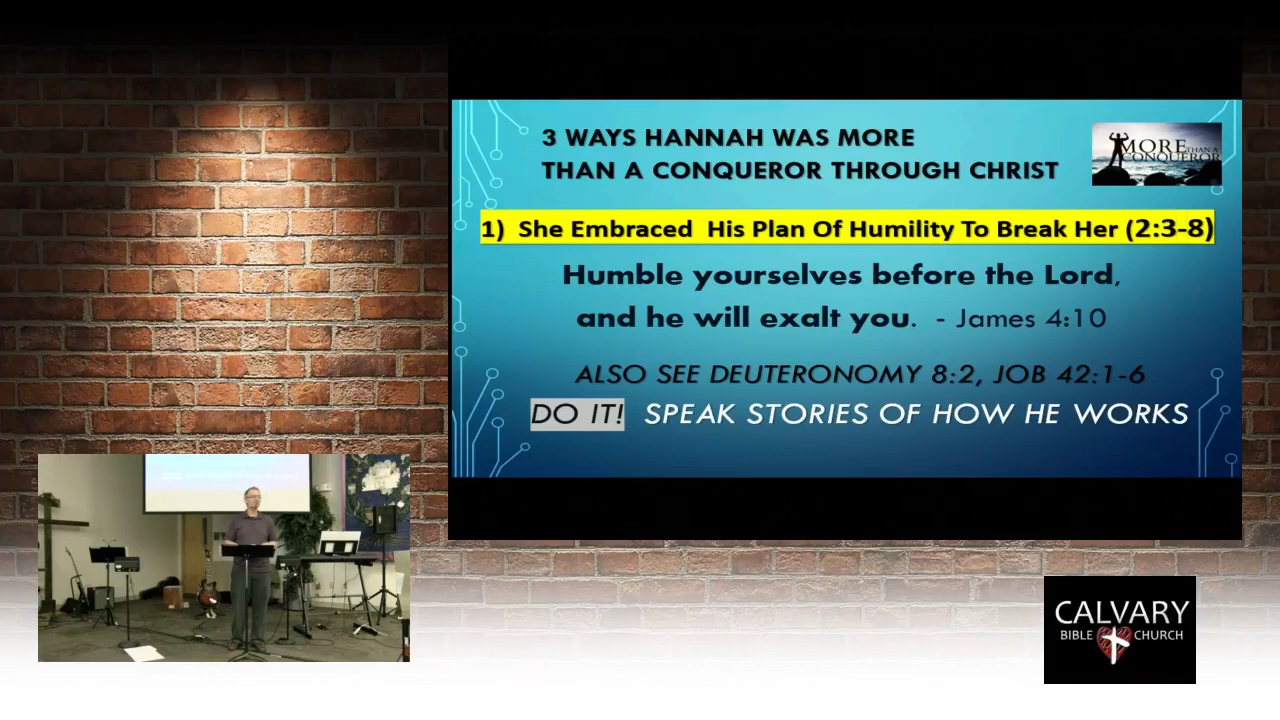 3 WAYS HANNAH WAS MORE
THAN A CONQUEROR THROUGH CHRIST
MORE THAN A
CONQUEROR
1) She Embraced His Plan Of Humility To Break Her (2:3-8)
Humble yourselves before the Lord,
and he will exalt you. - James 4:10
ALSO SEE DEUTERONOMY 8:2, JOB 42:1-6
DO IT! SPEAK STORIES OF HOW HE WORKS
CALVARY
BIBLE CHURCH